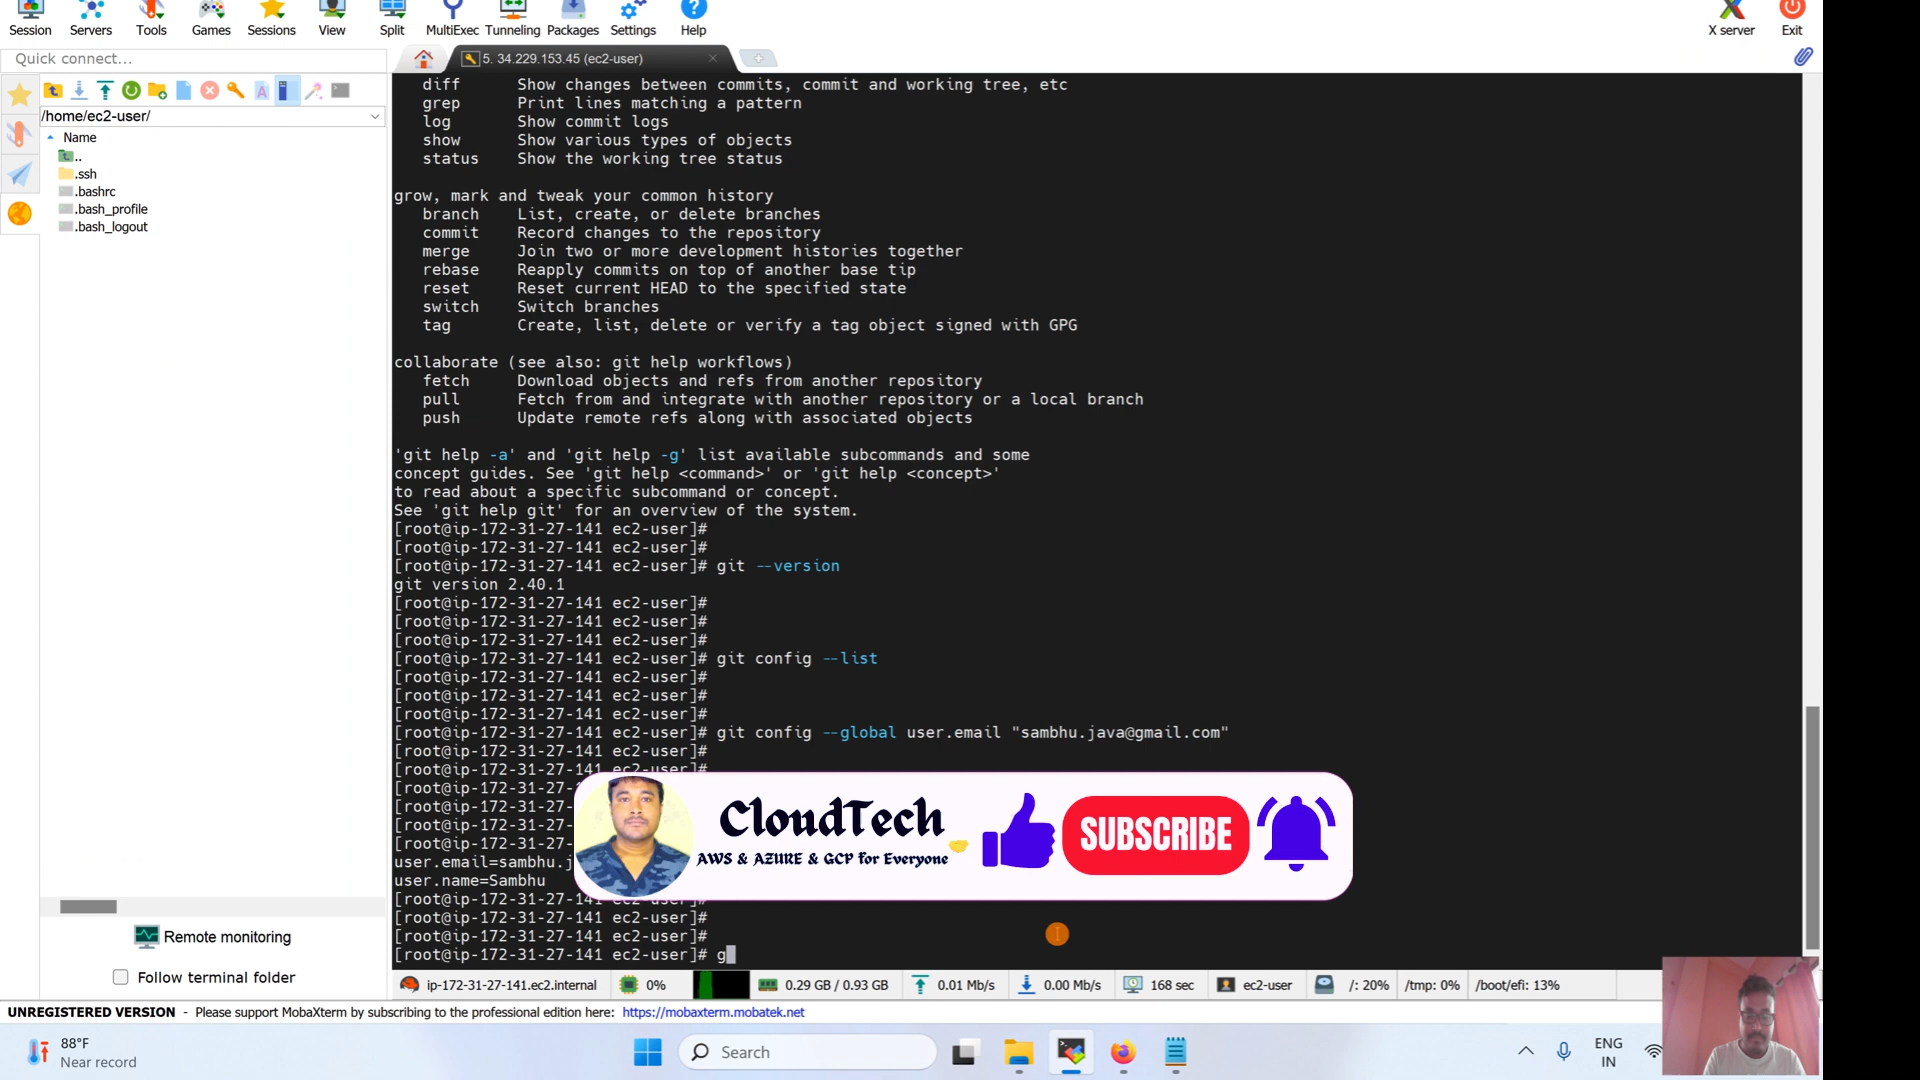 Session Servers Tools Games Sessions View Split MultiExec Tunneling Packages Settings Help X server Exit
Quick connect...
5. 34.229.153.45 (ec2-user)
/home/ec2-user/
Name
..
.ssh
.bashrc
.bash_profile
.bash_logout
diff Show changes between commits, commit and working tree, etc
grep Print lines matching a pattern
log Show commit logs
show Show various types of objects
status Show the working tree status
grow, mark and tweak your common history
branch List, create, or delete branches
commit Record changes to the repository
merge Join two or more development histories together
rebase Reapply commits on top of another base tip
reset Reset current HEAD to the specified state
switch Switch branches
tag Create, list, delete or verify a tag object signed with GPG
collaborate (see also: git help workflows)
fetch Download objects and refs from another repository
pull Fetch from and integrate with another repository or a local branch
push Update remote refs along with associated objects
'git help -a' and 'git help -g' list available subcommands and some
concept guides. See 'git help <command>' or 'git help <concept>'
to read about a specific subcommand or concept.
See 'git help git' for an overview of the system.
[root@ip-172-31-27-141 ec2-user]#
[root@ip-172-31-27-141 ec2-user]#
[root@ip-172-31-27-141 ec2-user]# git --version
git version 2.40.1
[root@ip-172-31-27-141 ec2-user]#
[root@ip-172-31-27-141 ec2-user]#
[root@ip-172-31-27-141 ec2-user]#
[root@ip-172-31-27-141 ec2-user]# git config --list
[root@ip-172-31-27-141 ec2-user]#
[root@ip-172-31-27-141 ec2-user]#
[root@ip-172-31-27-141 ec2-user]#
[root@ip-172-31-27-141 ec2-user]# git config --global user.email "sambhu.java@gmail.com"
[root@ip-172-31-27-141 ec2-user]#
[root@ip-172-31-27-141 ec2-user]#
[root@ip-172-31-27-
[root@ip-172-31-27-
[root@ip-172-31-27-
[root@ip-172-31-27-
user.email=sambhu.j
user.name=Sambhu
[root@ip-172-31-27-141 ec2-user]#
[root@ip-172-31-27-141 ec2-user]#
[root@ip-172-31-27-141 ec2-user]#
[root@ip-172-31-27-141 ec2-user]# g
CloudTech
AWS & AZURE & GCP for Everyone
SUBSCRIBE
Remote monitoring
Follow terminal folder
ip-172-31-27-141.ec2.internal 0% 0.29 GB / 0.93 GB 0.01 Mb/s 0.00 Mb/s 168 sec ec2-user /: 20% /tmp: 0% /boot/efi: 13%
UNREGISTERED VERSION - Please support MobaXterm by subscribing to the professional edition here: https://mobaxterm.mobatek.net
88°F
Near record
Search
ENG
IN